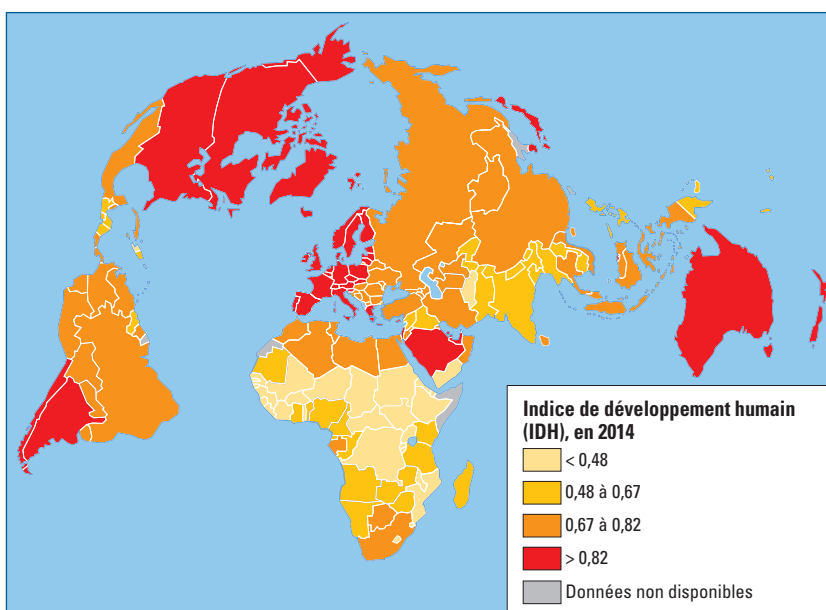 Indice de développement humain
(IDH), en 2014
< 0,48
0,48 à 0,67
0,67 à 0,82
> 0,82
Données non disponibles